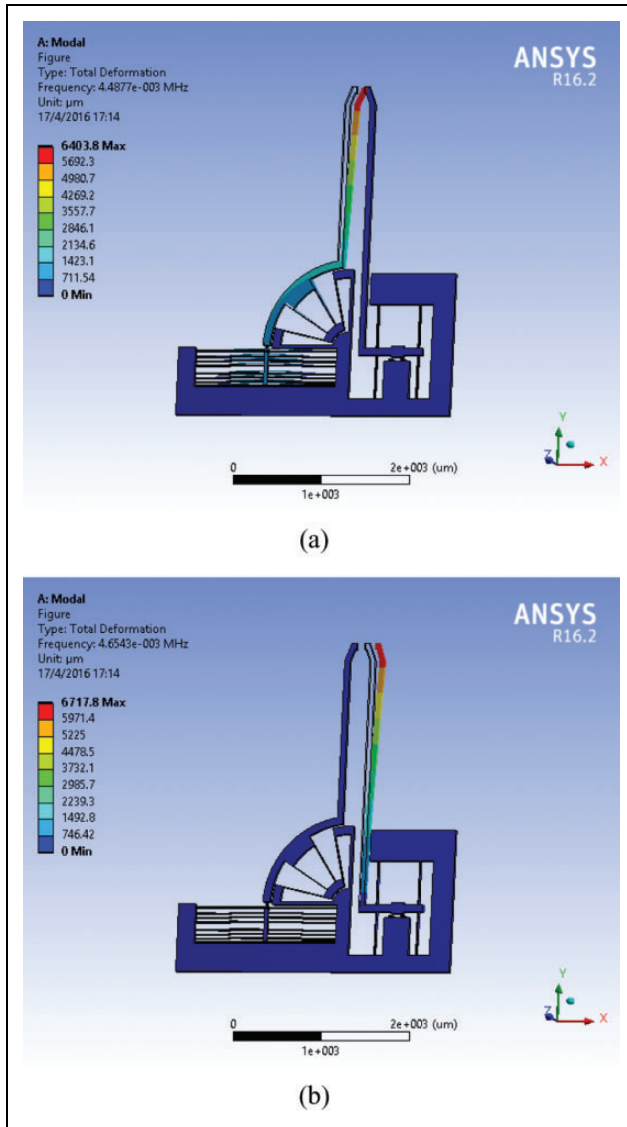 A: Modal
Figure
Type: Total Deformation
Frequency: 4.4877e-003 MHz
Unit: µm
17/4/2016 17:14
ANSYS
R16.2
6403.8 Max
5692.3
4980.7
4269.2
3557.7
2846.1
2134.6
1423.1
711.54
0 Min
Y
Z
X
0
2e+003 (um)
1e+003
(a)
A: Modal
Figure
Type: Total Deformation
Frequency: 4.6543e-003 MHz
Unit: µm
17/4/2016 17:14
ANSYS
R16.2
6717.8 Max
5971.4
5225
4478.5
3732.1
2985.7
2239.3
1492.8
746.42
0 Min
Y
Z
X
0
2e+003 (um)
1e+003
(b)